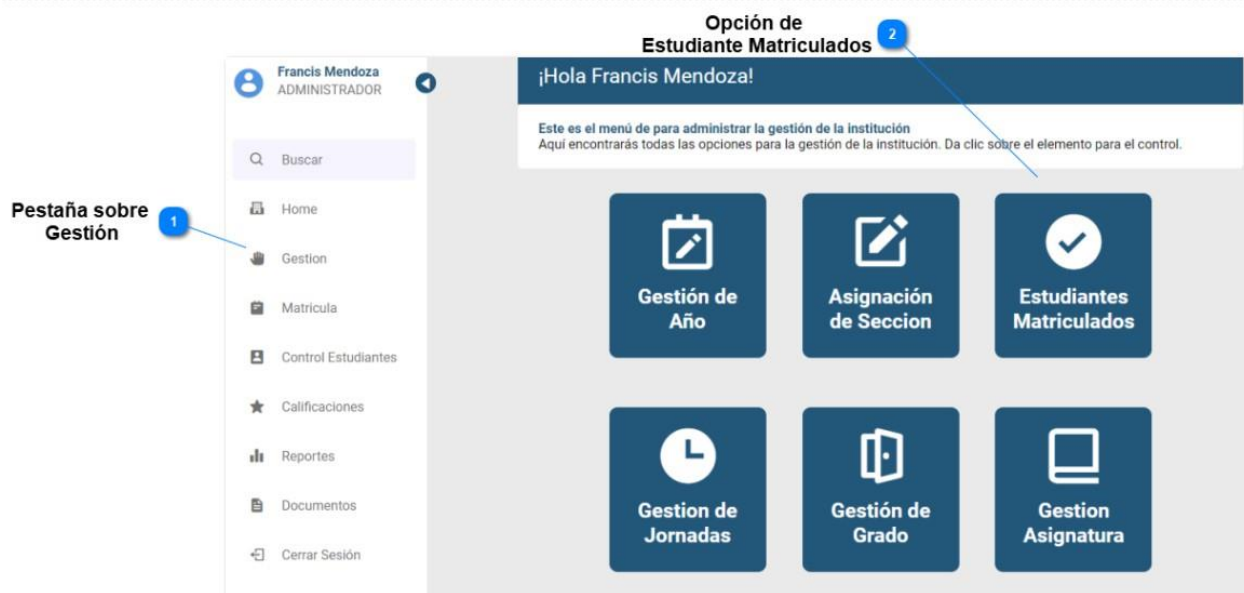 Opción de
Estudiante Matriculados
2
Francis Mendoza
ADMINISTRADOR
¡Hola Francis Mendoza!
Este es el menú de para administrar la gestión de la institución
Aquí encontrarás todas las opciones para la gestión de la institución. Da clic sobre el elemento para el control.
Buscar
Pestaña sobre
Gestión
1
Home
Gestion
Matricula
Control Estudiantes
Calificaciones
Reportes
Documentos
Cerrar Sesión
Gestión de
Año
Asignación
de Seccion
Estudiantes
Matriculados
Gestion de
Jornadas
Gestión de
Grado
Gestion
Asignatura